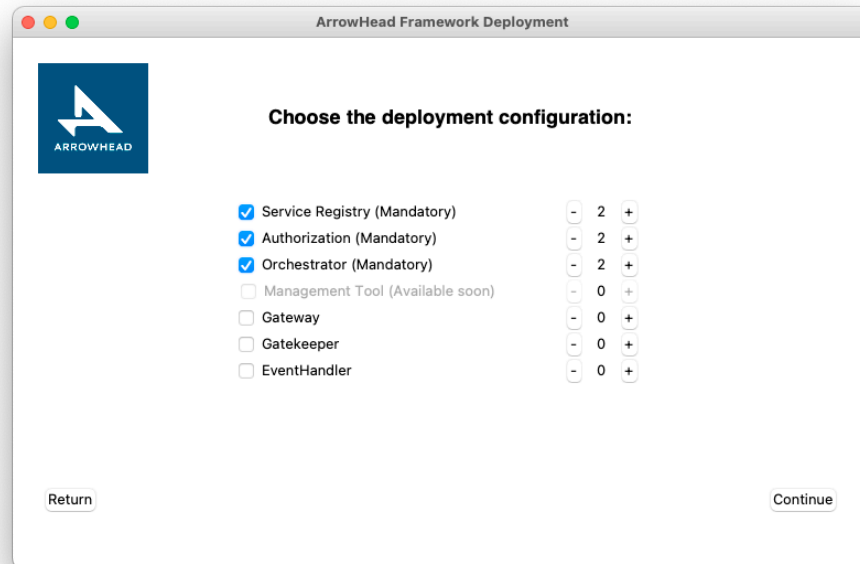 ArrowHead Framework Deployment
ARROWHEAD
Choose the deployment configuration:
Service Registry (Mandatory) - 2 +
Authorization (Mandatory) - 2 +
Orchestrator (Mandatory) - 2 +
Management Tool (Available soon) - 0 +
Gateway - 0 +
Gatekeeper - 0 +
EventHandler - 0 +
Return Continue